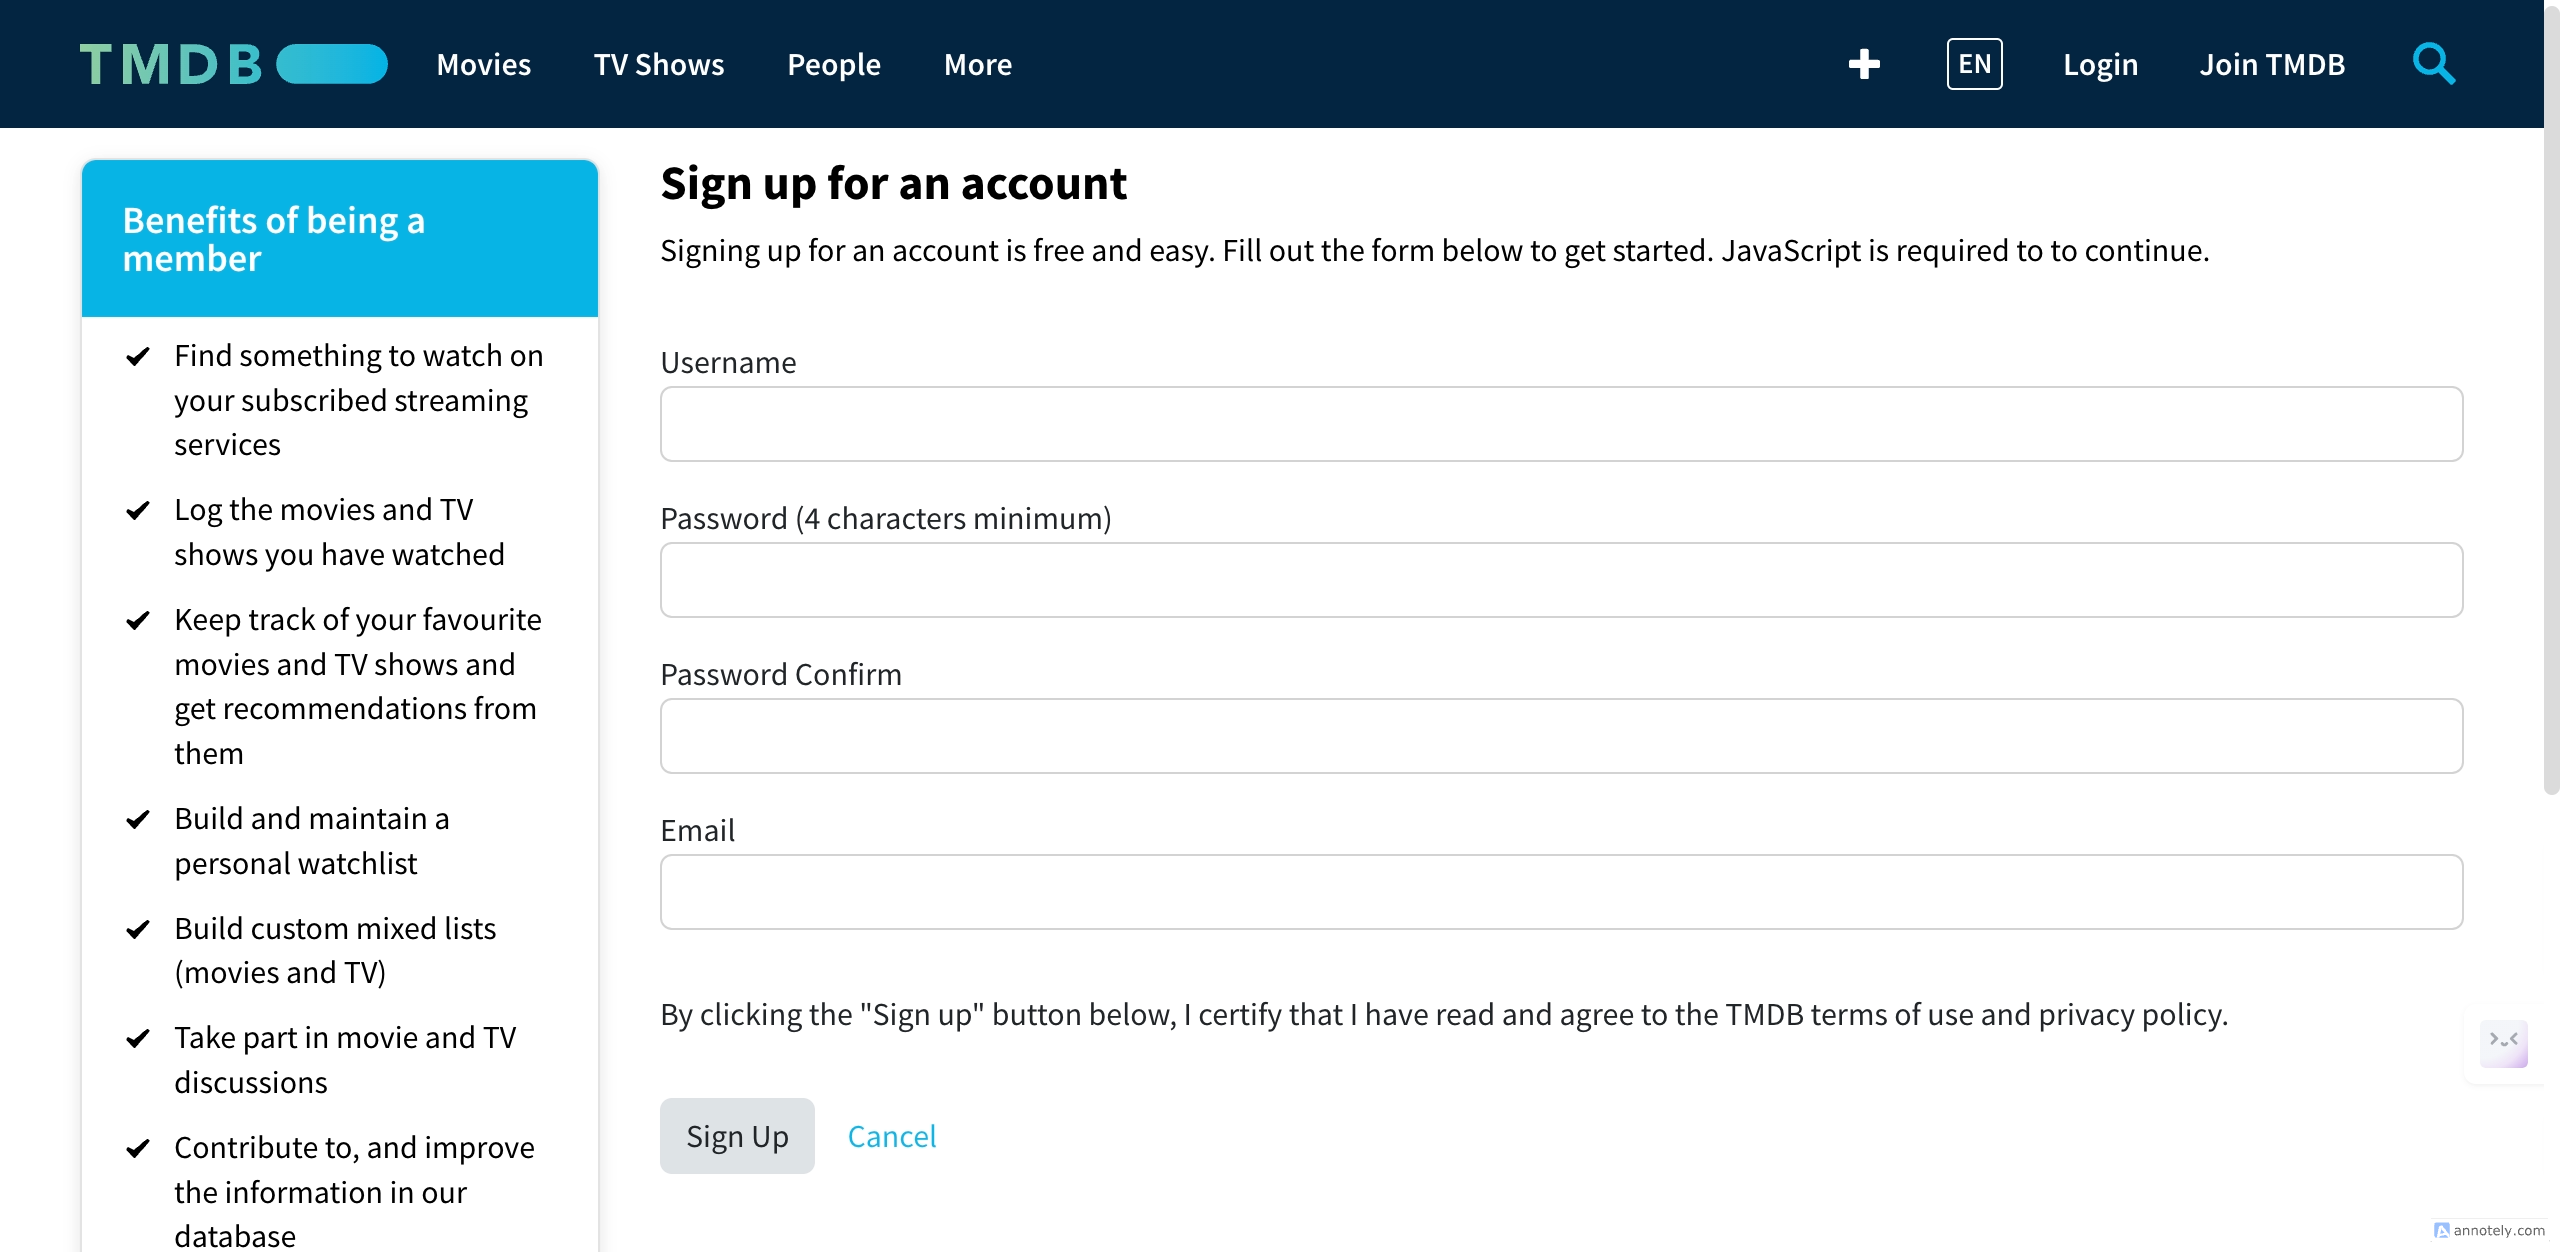 TMDB
Movies
TV Shows
People
More
EN
Login
Join TMDB
Benefits of being a
member
Find something to watch on
your subscribed streaming
services
Log the movies and TV
shows you have watched
Keep track of your favourite
movies and TV shows and
get recommendations from
them
Build and maintain a
personal watchlist
Build custom mixed lists
(movies and TV)
Take part in movie and TV
discussions
Contribute to, and improve
the information in our
database
Sign up for an account
Signing up for an account is free and easy. Fill out the form below to get started. JavaScript is required to to continue.
Username
Password (4 characters minimum)
Password Confirm
Email
By clicking the "Sign up" button below, I certify that I have read and agree to the TMDB terms of use and privacy policy.
Sign Up
Cancel
annotely.com